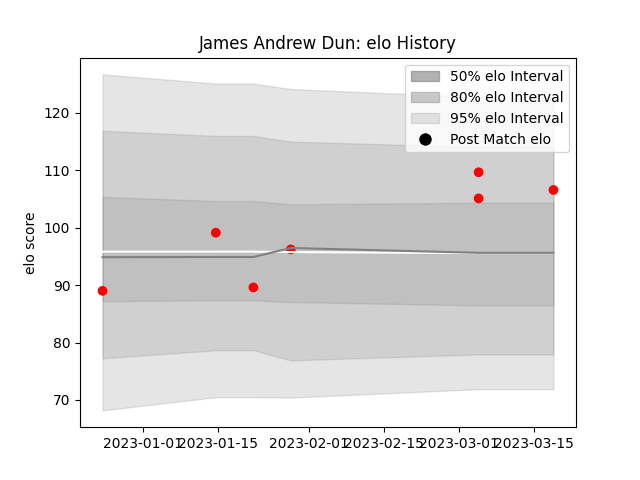 James Andrew Dun: elo History
50% elo Interval
80% elo Interval
95% elo Interval
Post Match elo
elo score
120
110
100
90
80
70
2023-01-01 2023-01-15 2023-02-01 2023-02-15 2023-03-01 2023-03-15